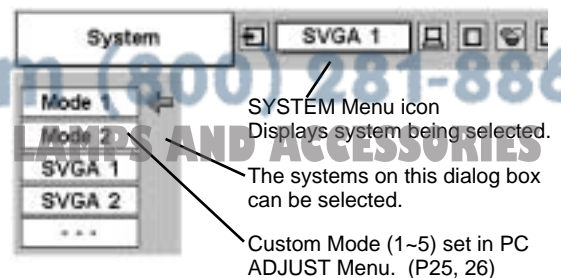 System
SVGA 1
m (800) 281-886
LAMPS AND ACCESSORIES
Mode 1
Mode 2
SVGA 1
SVGA 2
- - -
SYSTEM Menu icon
Displays system being selected.
The systems on this dialog box
can be selected.
Custom Mode (1~5) set in PC
ADJUST Menu. (P25, 26)